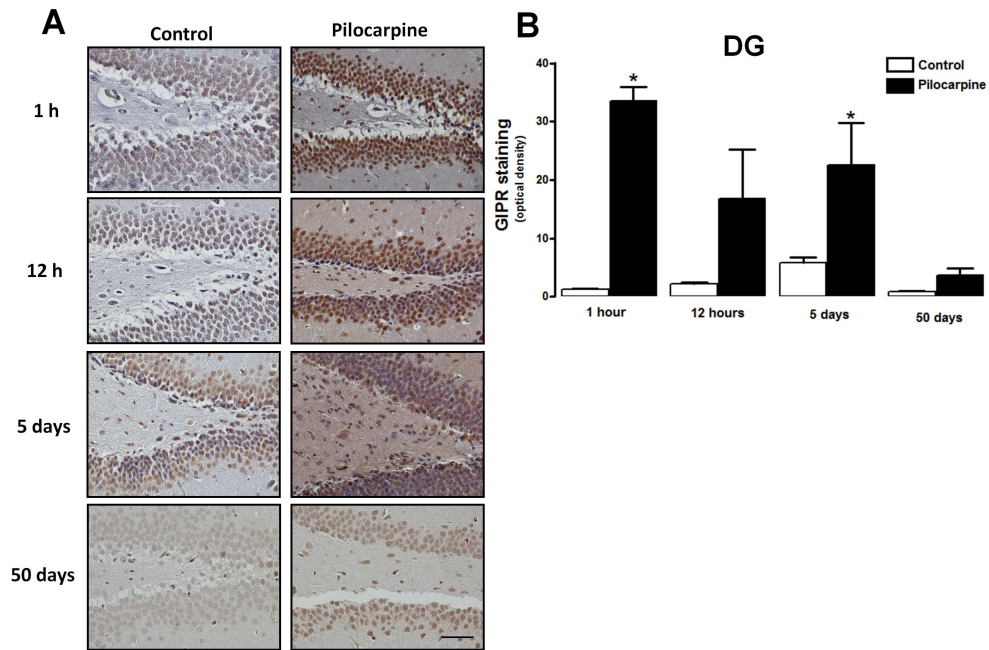 A
Control
Pilocarpine
1 h
12 h
5 days
50 days
B
DG
Control
Pilocarpine
GIPR staining
(optical density)
40
30
20
10
0
*
*
1 hour
12 hours
5 days
50 days